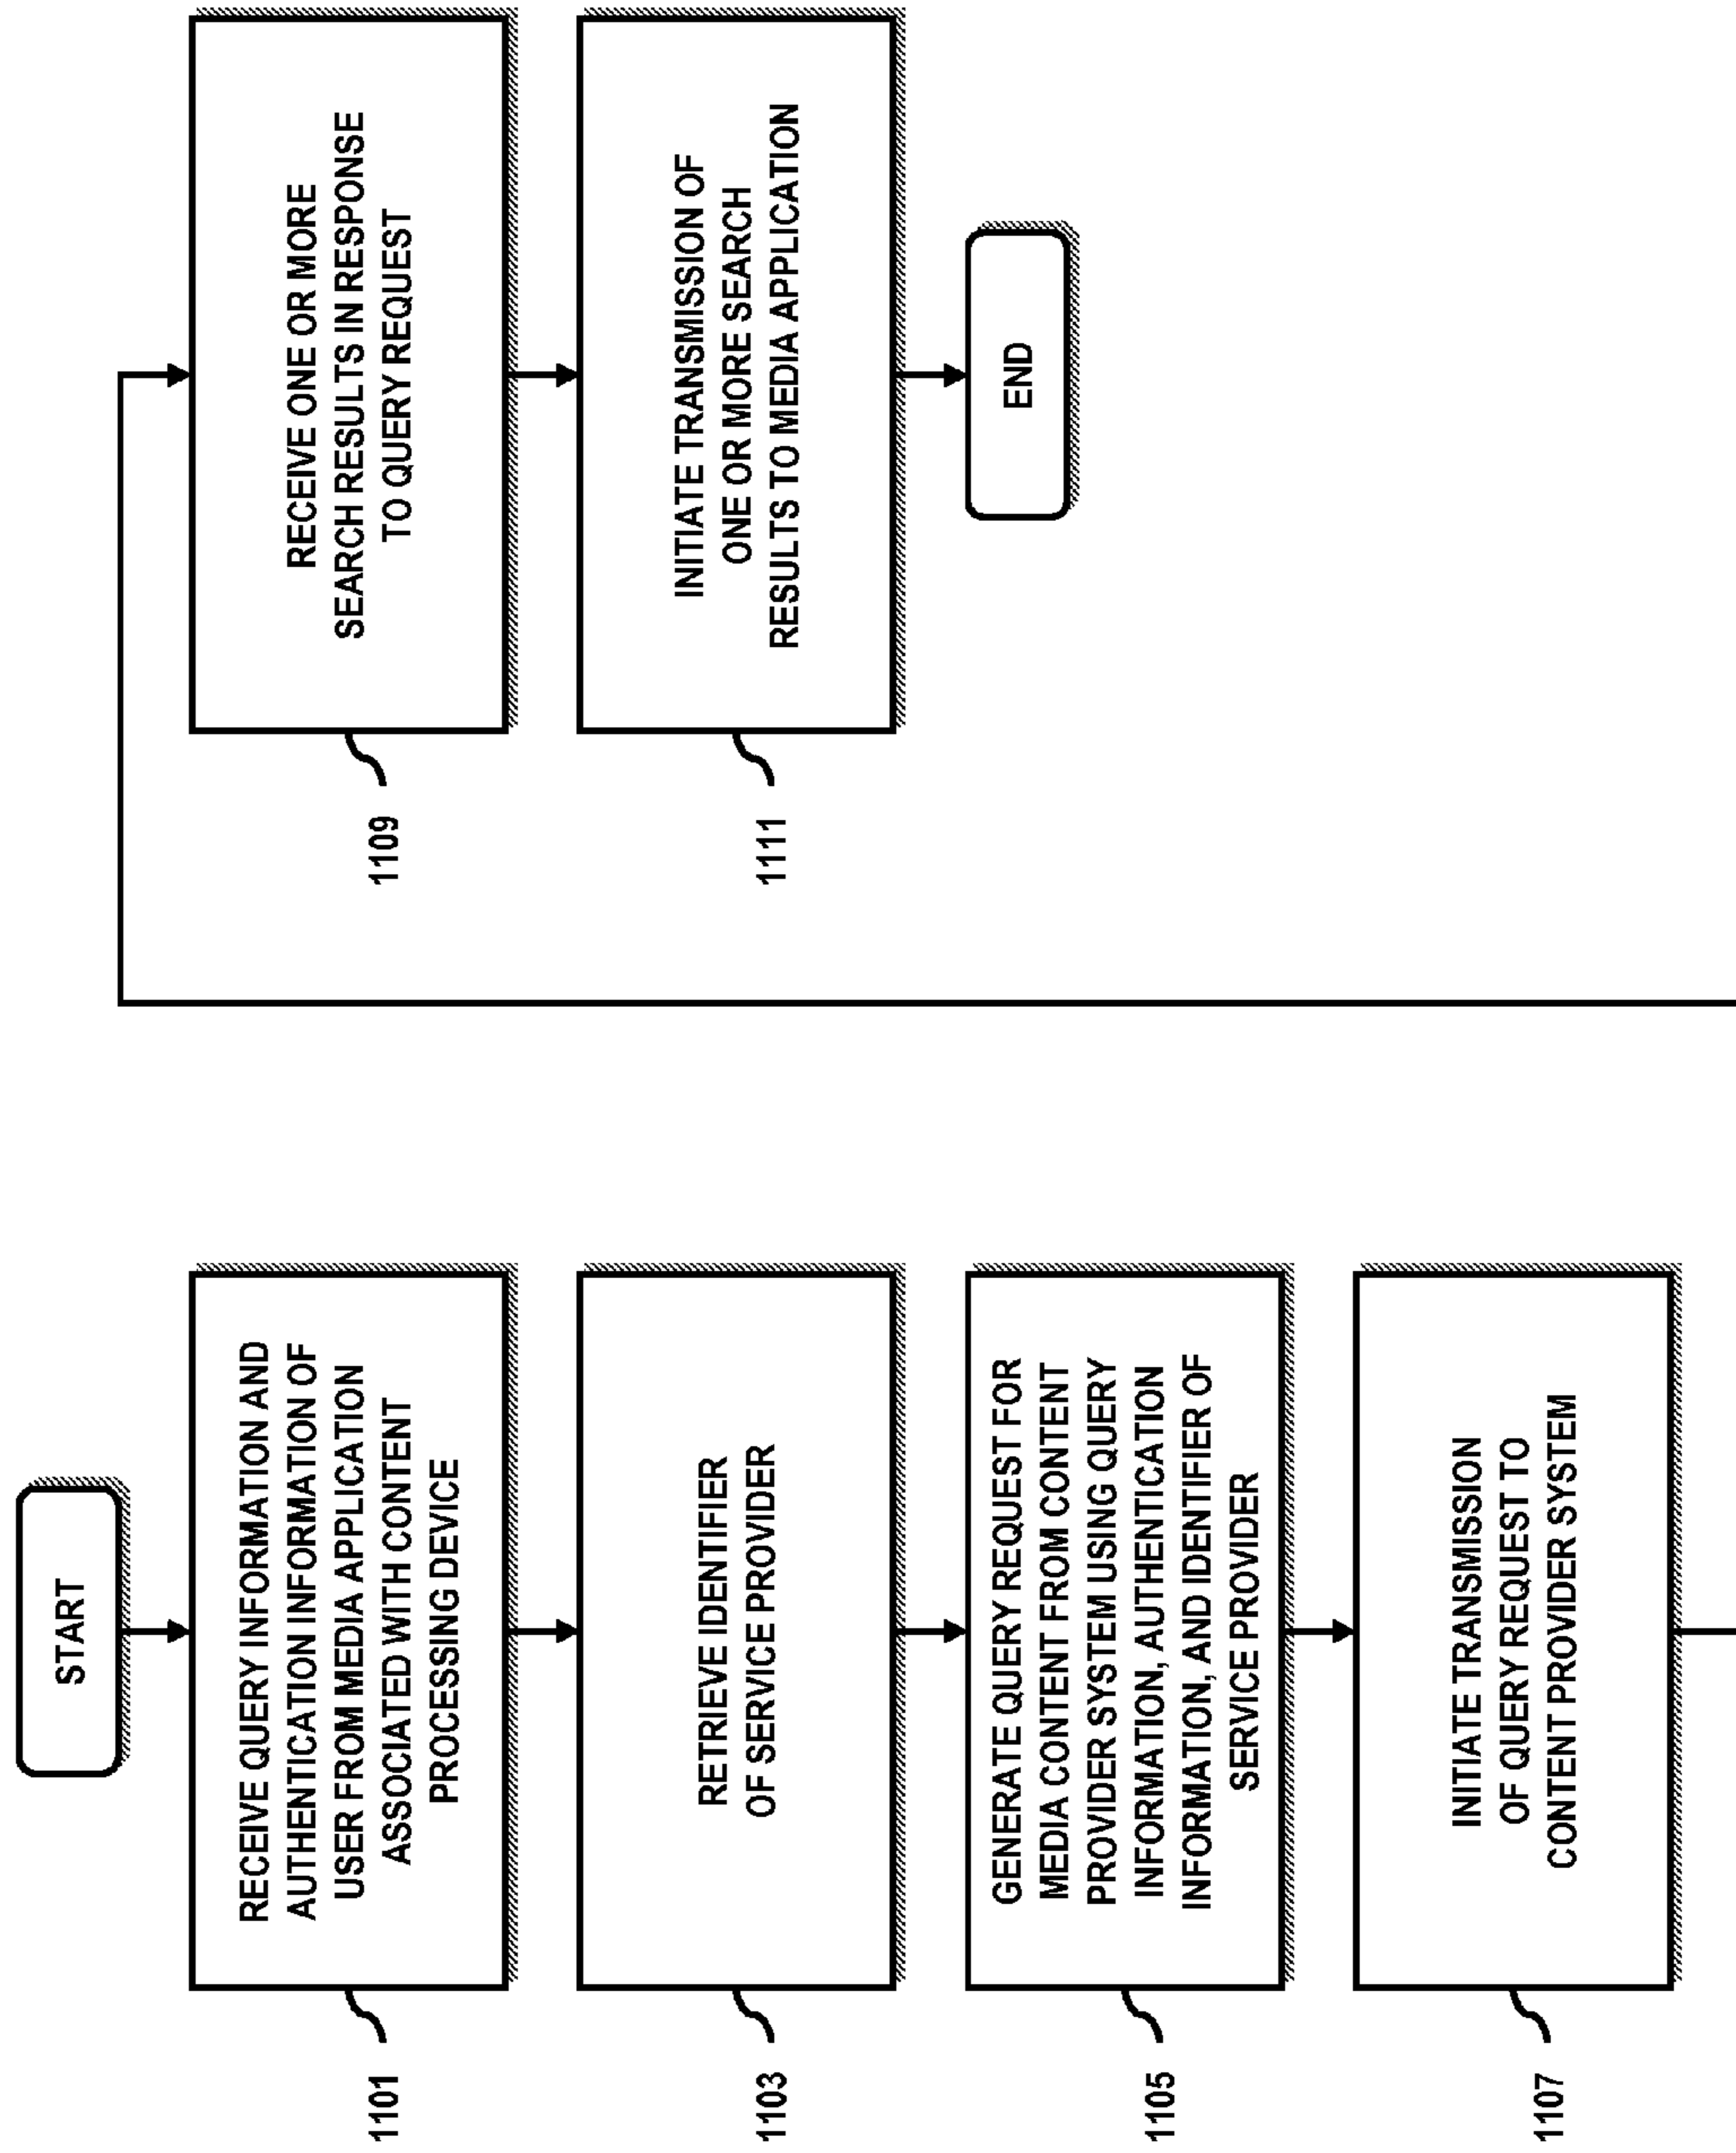 START
RECEIVE QUERY INFORMATION AND
AUTHENTICATION INFORMATION OF
USER FROM MEDIA APPLICATION
ASSOCIATED WITH CONTENT
PROCESSING DEVICE
1101
RETRIEVE IDENTIFIER
OF SERVICE PROVIDER
1103
GENERATE QUERY REQUEST FOR
MEDIA CONTENT FROM CONTENT
PROVIDER SYSTEM USING QUERY
INFORMATION, AUTHENTICATION
INFORMATION, AND IDENTIFIER OF
SERVICE PROVIDER
1105
INITIATE TRANSMISSION
OF QUERY REQUEST TO
CONTENT PROVIDER SYSTEM
1107
RECEIVE ONE OR MORE
SEARCH RESULTS IN RESPONSE
TO QUERY REQUEST
1109
INITIATE TRANSMISSION OF
ONE OR MORE SEARCH
RESULTS TO MEDIA APPLICATION
1111
END